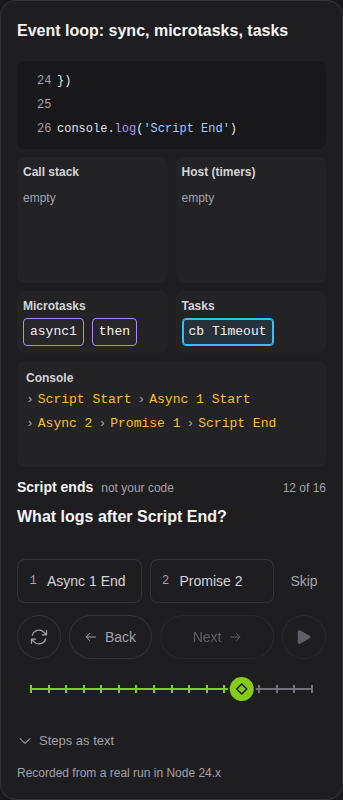 Event loop: sync, microtasks, tasks
24 })
25
26 console.log('Script End')
Call stack
empty
Host (timers)
empty
Microtasks
async1 then
Tasks
cb Timeout
Console
› Script Start › Async 1 Start
› Async 2 › Promise 1 › Script End
Script ends not your code 12 of 16
What logs after Script End?
1 Async 1 End 2 Promise 2 Skip
← Back Next →
Steps as text
Recorded from a real run in Node 24.x